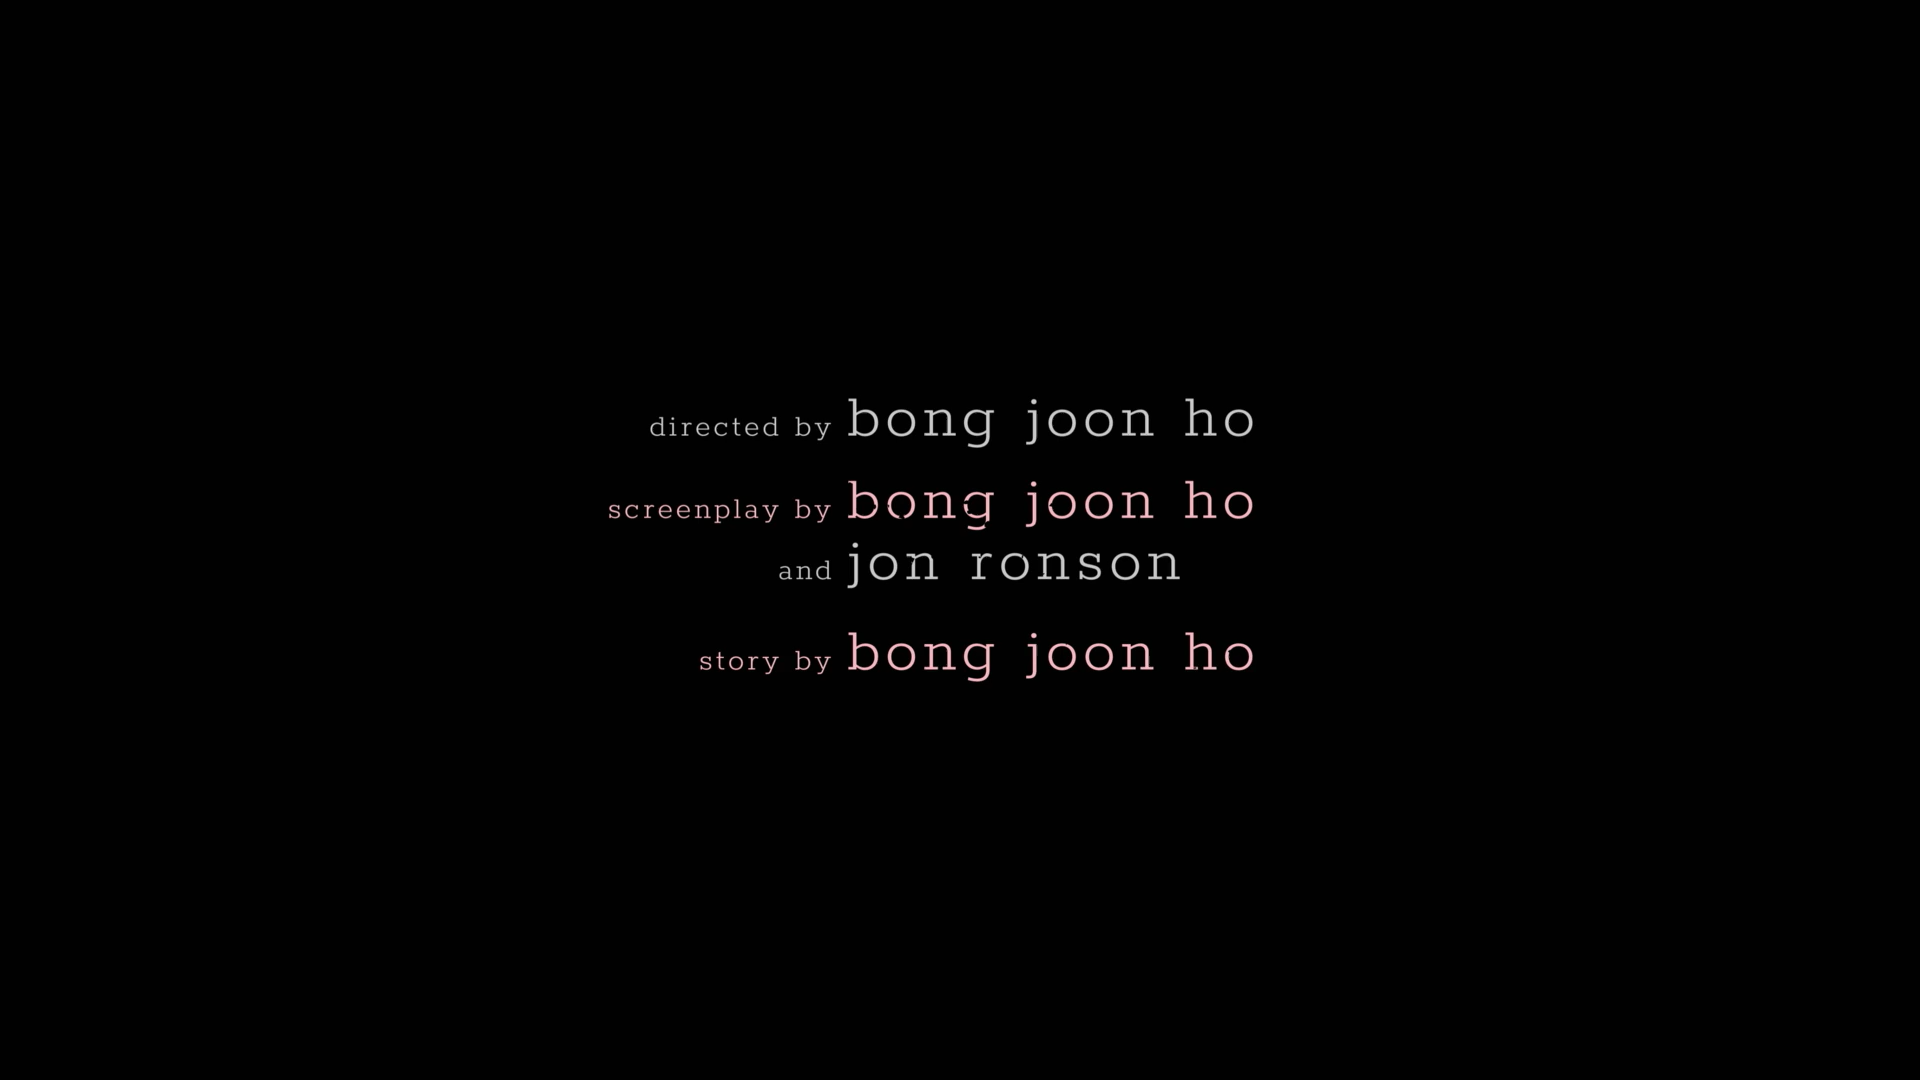 directed by bong joon ho
screenplay by bong joon ho
and jon ronson
story by bong joon ho